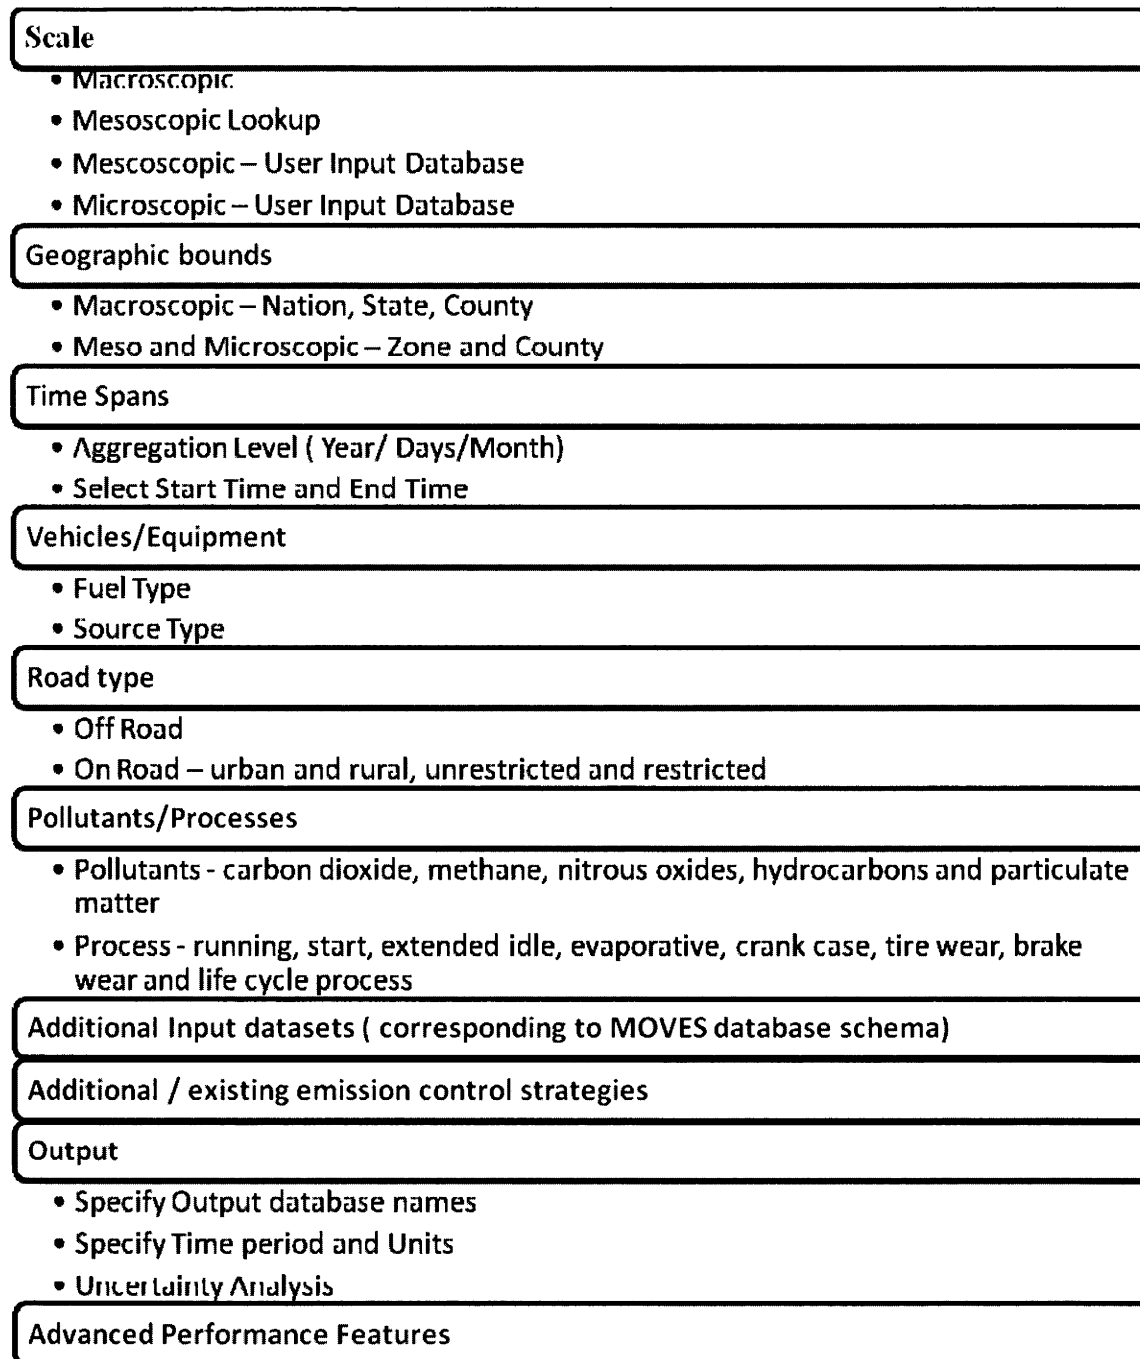 Scale
• Macroscopic
• Mesoscopic Lookup
• Mescoscopic – User Input Database
• Microscopic – User Input Database
Geographic bounds
• Macroscopic – Nation, State, County
• Meso and Microscopic – Zone and County
Time Spans
• Aggregation Level ( Year/ Days/Month)
• Select Start Time and End Time
Vehicles/Equipment
• Fuel Type
• Source Type
Road type
• Off Road
• On Road – urban and rural, unrestricted and restricted
Pollutants/Processes
• Pollutants - carbon dioxide, methane, nitrous oxides, hydrocarbons and particulate
matter
• Process - running, start, extended idle, evaporative, crank case, tire wear, brake
wear and life cycle process
Additional Input datasets ( corresponding to MOVES database schema)
Additional / existing emission control strategies
Output
• Specify Output database names
• Specify Time period and Units
• Uncertainty Analysis
Advanced Performance Features